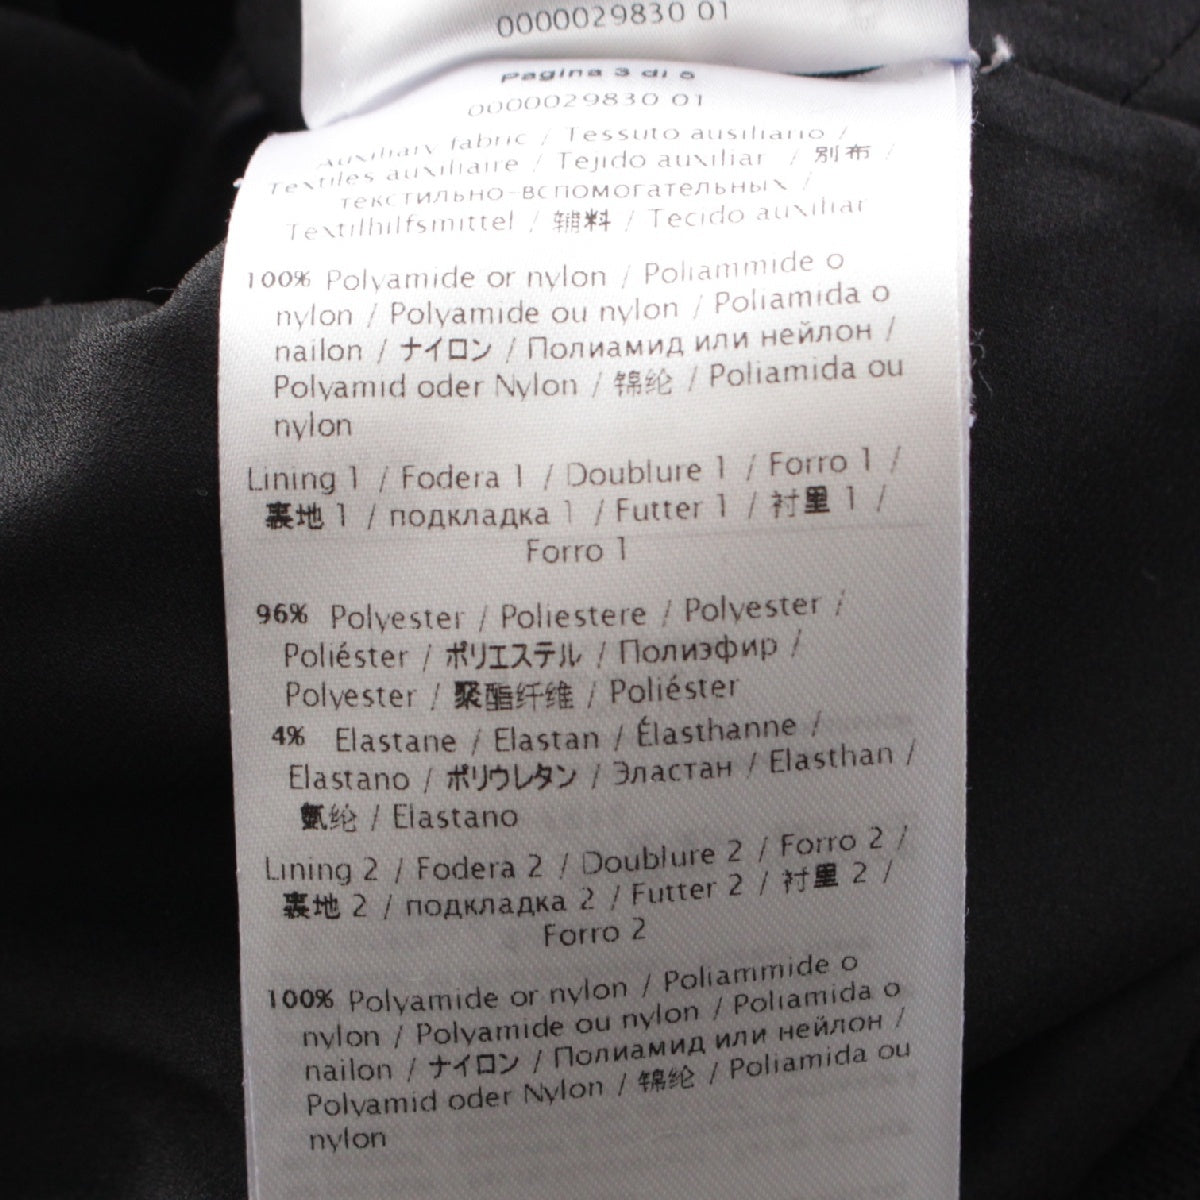 0000029830 01
Pagina 3 di 6
0000029830 01
Auxiliary fabric / Tessuto ausiliario /
Textiles auxiliaire / Tejido auxiliar / 別布 /
текстильно-вспомогательных /
Textilhilfsmittel / 辅料 / Tecido auxiliar
100% Polyamide or nylon / Poliammide o
nylon / Polyamide ou nylon / Poliamida o
nailon / ナイロン / Полиамид или нейлон /
Polyamid oder Nylon / 锦纶 / Poliamida ou
nylon
Lining 1 / Fodera 1 / Doublure 1 / Forro 1 /
裏地 1 / подкладка 1 / Futter 1 / 衬里 1 /
Forro 1
96% Polyester / Poliestere / Polyester /
Poliéster / ポリエステル / Полиэфир /
Polyester / 聚酯纤维 / Poliéster
4% Elastane / Elastan / Élasthanne /
Elastano / ポリウレタン / Эластан / Elasthan /
氨纶 / Elastano
Lining 2 / Fodera 2 / Doublure 2 / Forro 2 /
裏地 2 / подкладка 2 / Futter 2 / 衬里 2 /
Forro 2
100% Polyamide or nylon / Poliammide o
nylon / Polyamide ou nylon / Poliamida o
nailon / ナイロン / Полиамид или нейлон /
Polyamid oder Nylon / 锦纶 / Poliamida ou
nylon